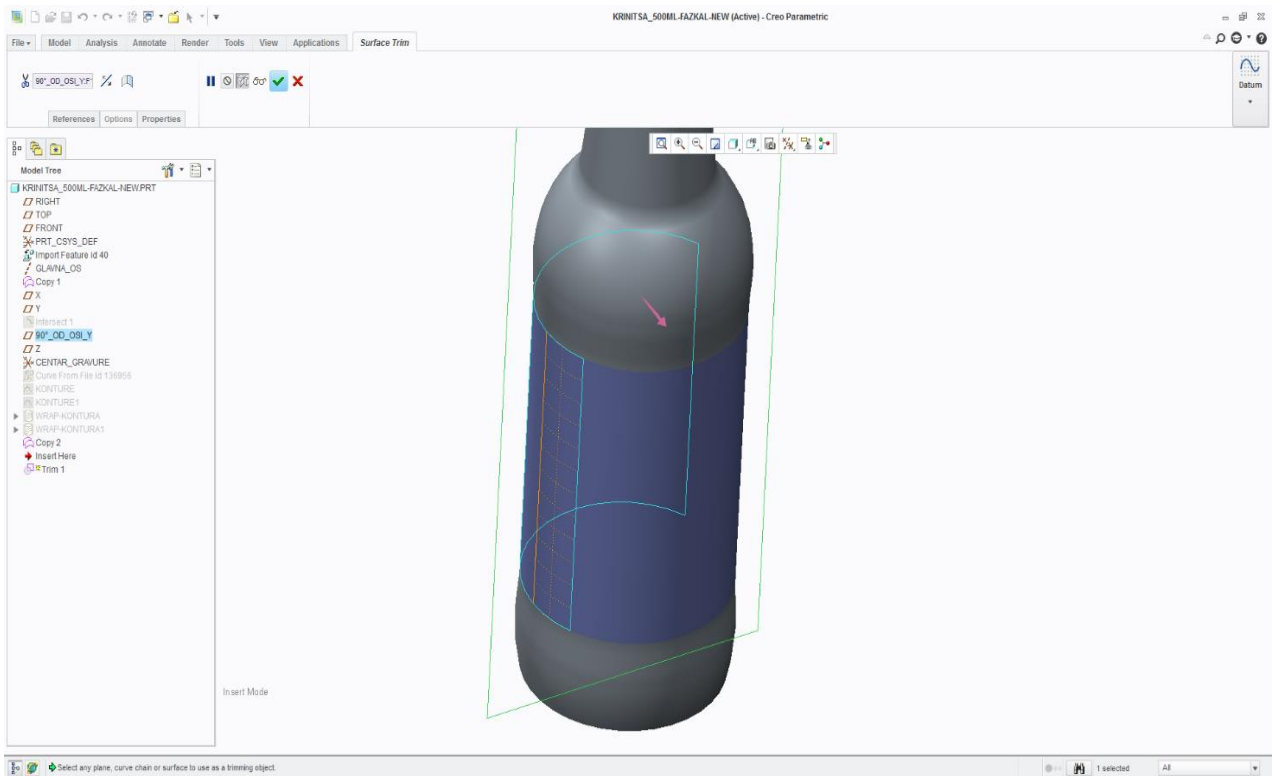 KRINITSA_500ML-FAZKAL-NEW (Active) - Creo Parametric
File Model Analysis Annotate Render Tools View Applications Surface Trim
90°_OD_OSI_Y:F
References Options Properties
Datum
Model Tree
KRINITSA_500ML-FAZKAL-NEW.PRT
RIGHT
TOP
FRONT
PRT_CSYS_DEF
Import Feature id 40
GLAVNA_OS
Copy 1
X
Y
Intersect 1
90°_OD_OSI_Y
Z
CENTAR_GRAVURE
Curve From File id 136956
KONTURE
KONTURE1
WRAP-KONTURA
WRAP-KONTURA1
Copy 2
Insert Here
Trim 1
Insert Mode
Select any plane, curve chain or surface to use as a trimming object.
1 selected
All